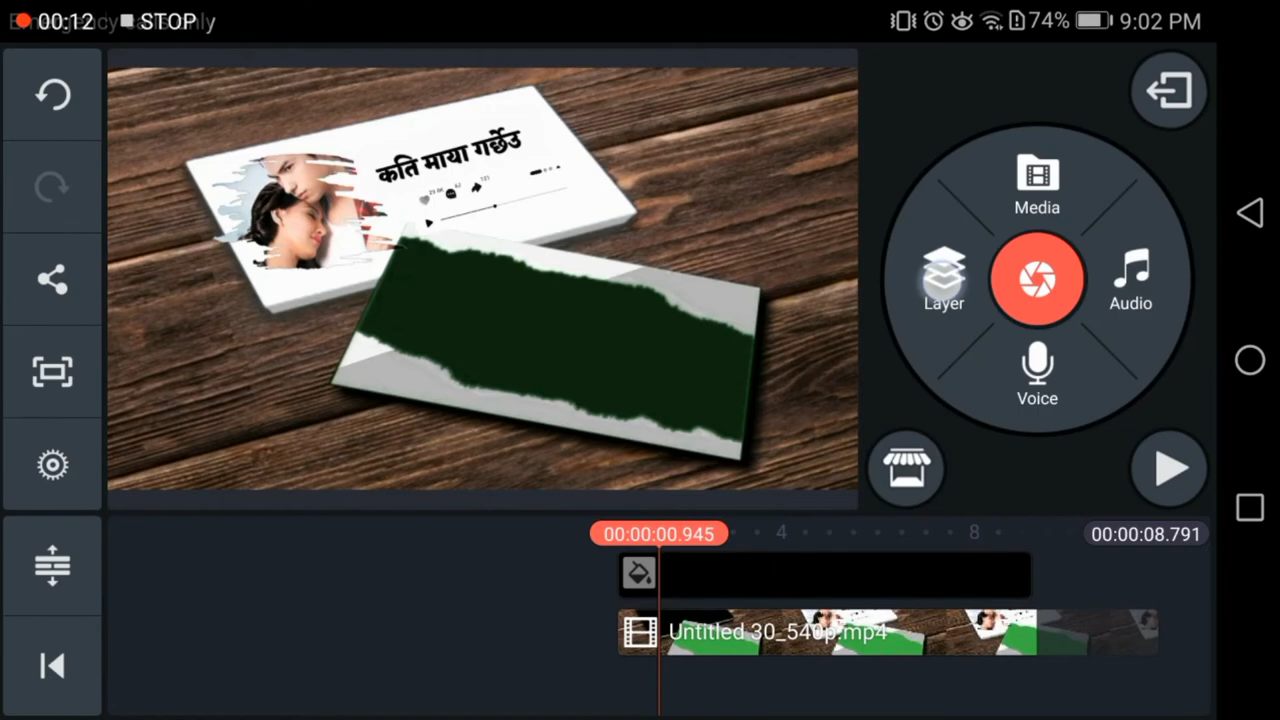 00:12 STOP
74% 9:02 PM
कति माया गर्छेउ
Media
Layer
Audio
Voice
00:00:00.945
4
8
00:00:08.791
Untitled 30_540p.mp4